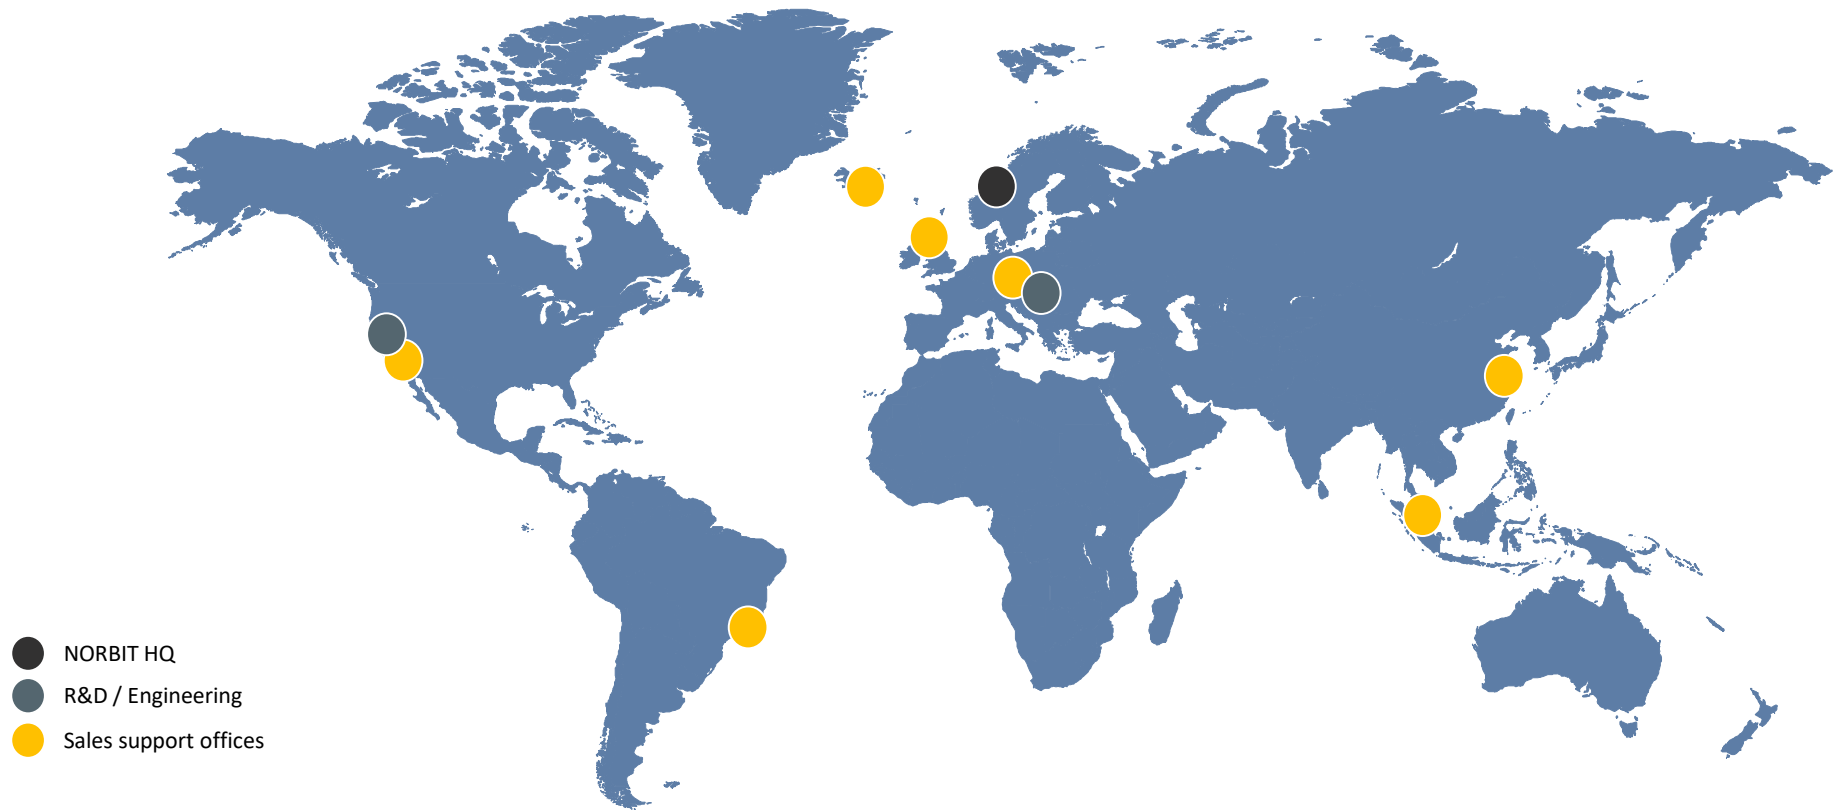 NORBIT HQ
R&D / Engineering
Sales support offices